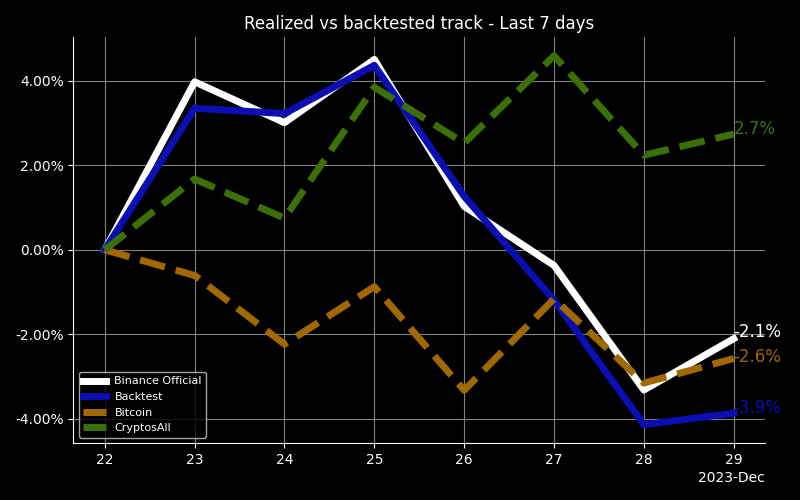 Realized vs backtested track - Last 7 days
4.00%
2.00%
0.00%
-2.00%
-4.00%
2.7%
-2.1%
-2.6%
-3.9%
Binance Official
Backtest
Bitcoin
CryptosAll
22 23 24 25 26 27 28 29
2023-Dec